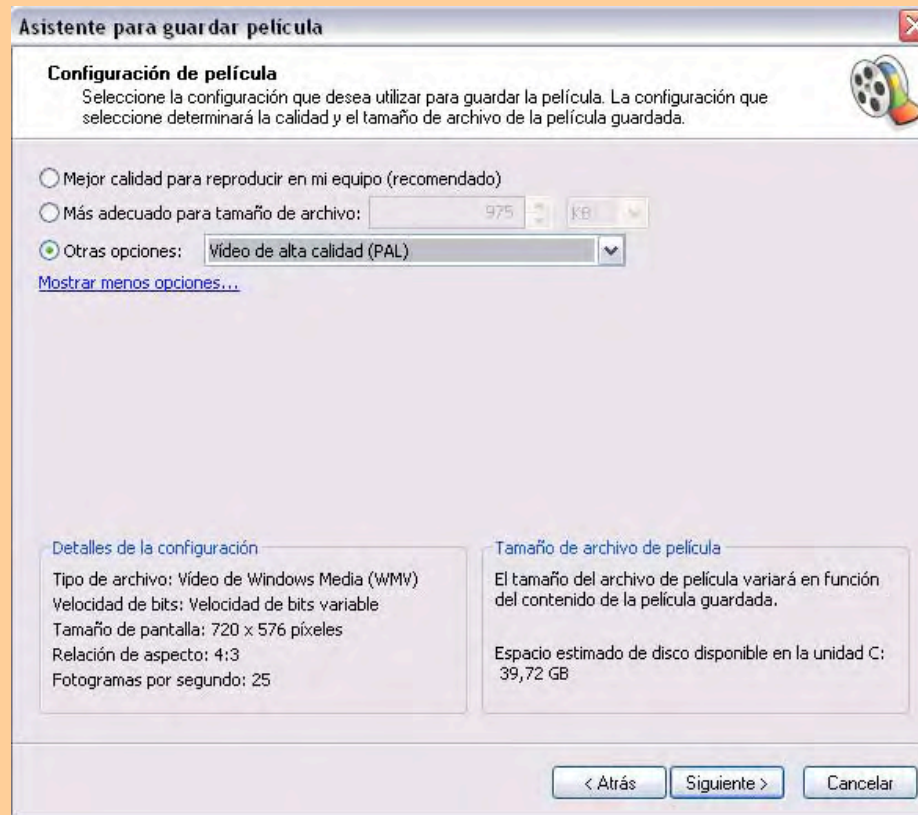 Asistente para guardar película
Configuración de película
Seleccione la configuración que desea utilizar para guardar la película. La configuración que
seleccione determinará la calidad y el tamaño de archivo de la película guardada.
Mejor calidad para reproducir en mi equipo (recomendado)
Más adecuado para tamaño de archivo: 975 KB
Otras opciones: Vídeo de alta calidad (PAL)
Mostrar menos opciones...
Detalles de la configuración
Tipo de archivo: Vídeo de Windows Media (WMV)
Velocidad de bits: Velocidad de bits variable
Tamaño de pantalla: 720 x 576 píxeles
Relación de aspecto: 4:3
Fotogramas por segundo: 25
Tamaño de archivo de película
El tamaño del archivo de película variará en función
del contenido de la película guardada.
Espacio estimado de disco disponible en la unidad C:
39,72 GB
< Atrás Siguiente > Cancelar